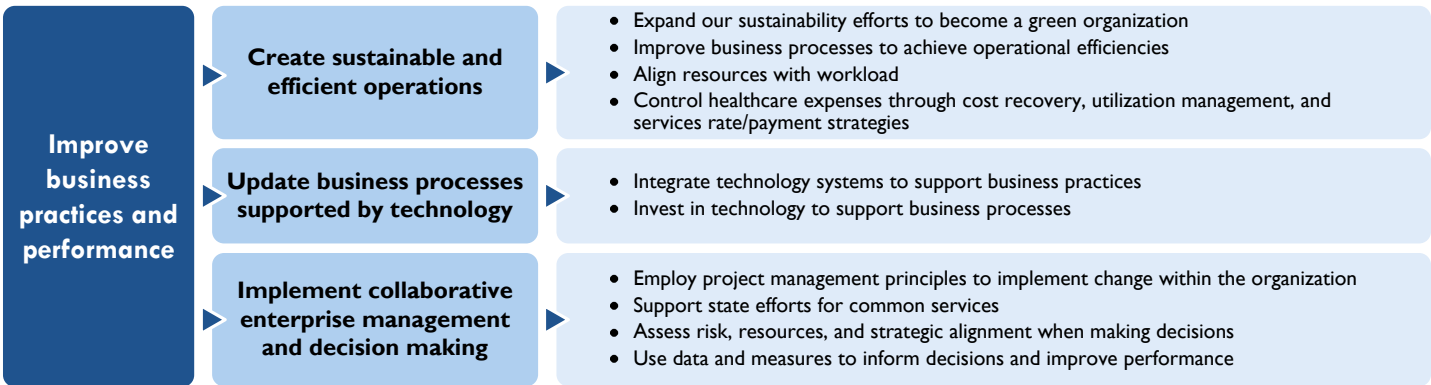 Improve
business
practices and
performance
Create sustainable and
efficient operations
• Expand our sustainability efforts to become a green organization
• Improve business processes to achieve operational efficiencies
• Align resources with workload
• Control healthcare expenses through cost recovery, utilization management, and
services rate/payment strategies
Update business processes
supported by technology
• Integrate technology systems to support business practices
• Invest in technology to support business processes
Implement collaborative
enterprise management
and decision making
• Employ project management principles to implement change within the organization
• Support state efforts for common services
• Assess risk, resources, and strategic alignment when making decisions
• Use data and measures to inform decisions and improve performance